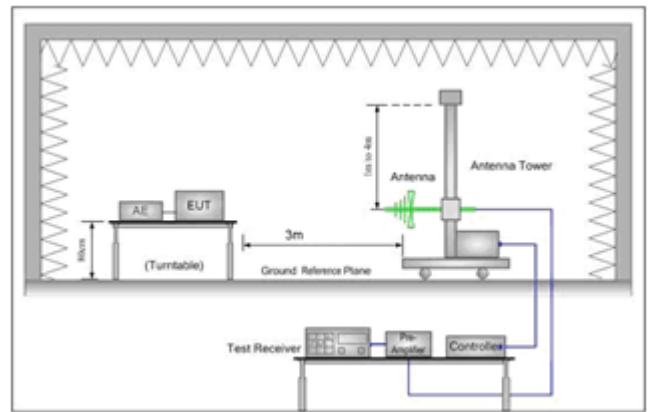 1m to 4m
Antenna
Antenna Tower
AE
EUT
80cm
(Turntable)
3m
Ground Reference Plane
Test Receiver
Pre-
Amplifier
Controller